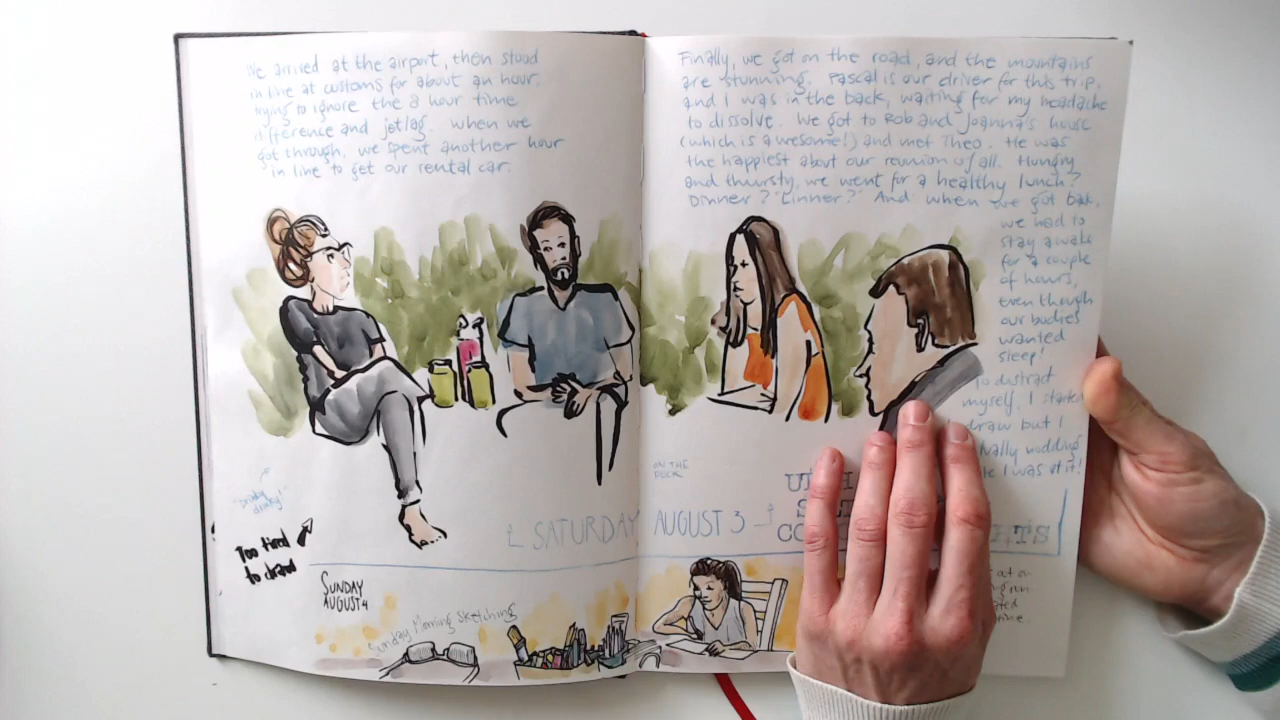 We arrived at the airport, then stood
in line at customs for about an hour,
trying to ignore the 8 hour time
difference and jetlag. When we
got through, we spent another hour
in line to get our rental car.
Finally, we got on the road, and the mountains
are stunning. Pascal is our driver for this trip,
and I was in the back, waiting for my headache
to dissolve. We got to Rob and Joanna's house
(which is awesome!) and met Theo. He was
the happiest about our reunion of all. Hungry
and thirsty, we went for a healthy lunch?
Dinner? "Linner?" And when we got back,
we had to
stay awake
for a couple
of hours,
even though
our bodies
wanted
sleep!
To distract
myself, I started
draw but I
nodding
I was at it!
"Drinky
drinky!"
Too tired
to draw
ON THE
DECK
SATURDAY AUGUST 3
SUNDAY
AUGUST 4
Sunday Morning Sketching